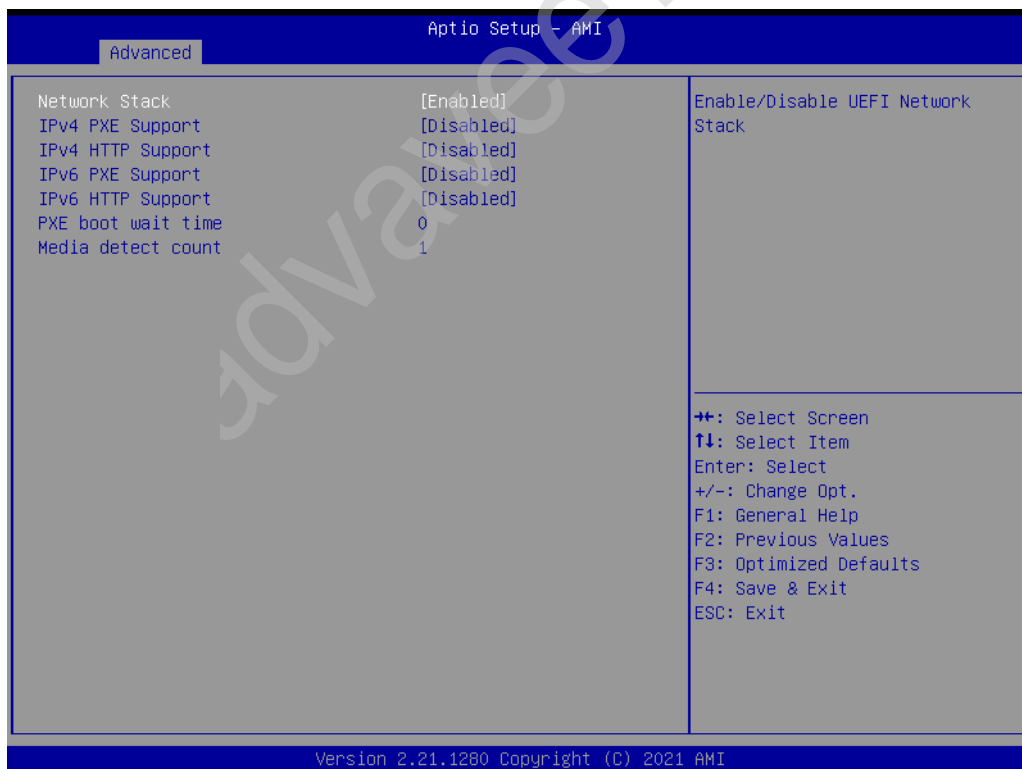 Aptio Setup – AMI
Advanced
Network Stack [Enabled]
IPv4 PXE Support [Disabled]
IPv4 HTTP Support [Disabled]
IPv6 PXE Support [Disabled]
IPv6 HTTP Support [Disabled]
PXE boot wait time 0
Media detect count 1
Enable/Disable UEFI Network
Stack
→←: Select Screen
↑↓: Select Item
Enter: Select
+/-: Change Opt.
F1: General Help
F2: Previous Values
F3: Optimized Defaults
F4: Save & Exit
ESC: Exit
Version 2.21.1280 Copyright (C) 2021 AMI